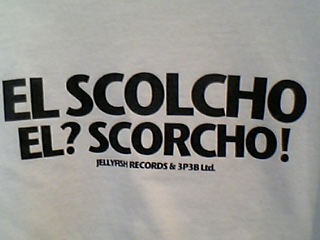 EL SCOLCHO
EL? SCORCHO!
JELLYFISH RECORDS & 3P3B Ltd.